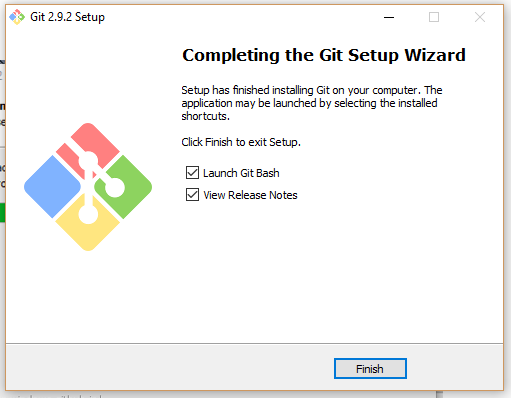 Git 2.9.2 Setup
Completing the Git Setup Wizard
Setup has finished installing Git on your computer. The
application may be launched by selecting the installed
shortcuts.
Click Finish to exit Setup.
Launch Git Bash
View Release Notes
Finish